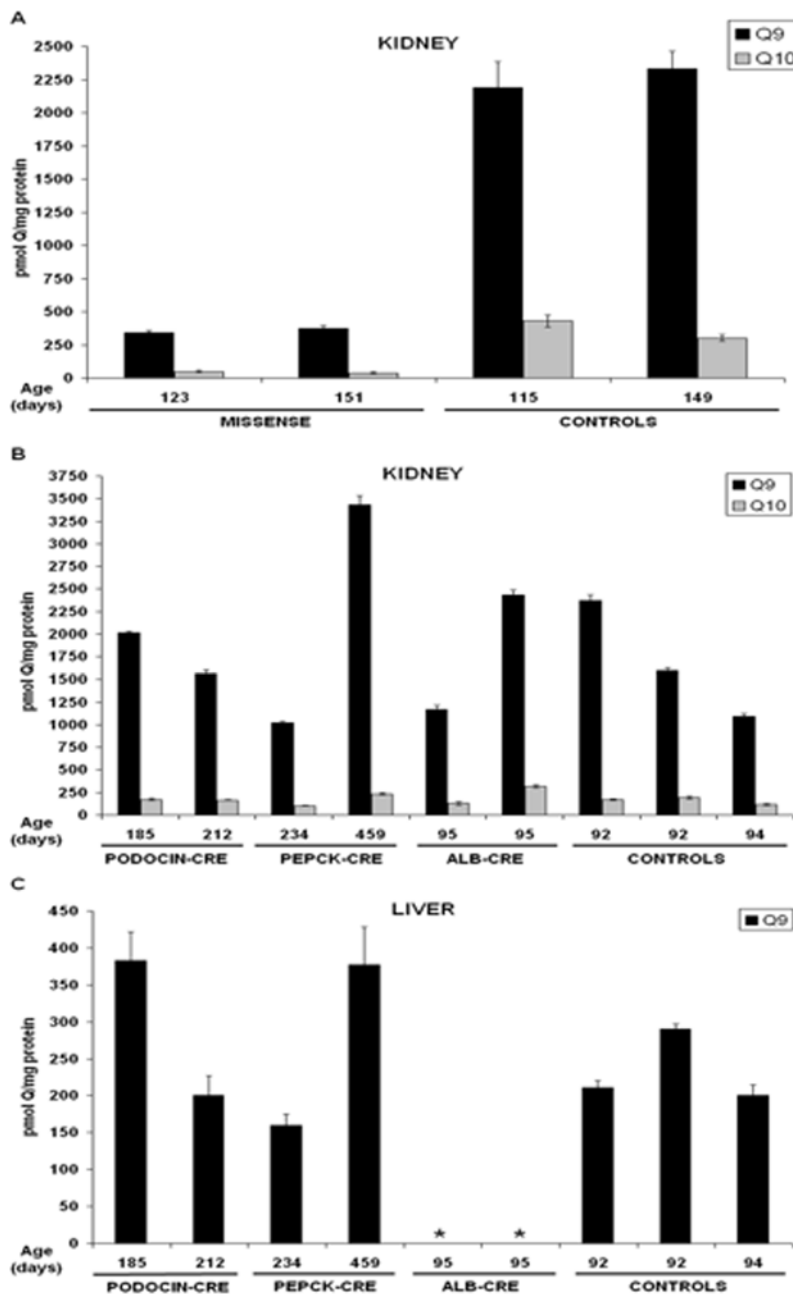 A
KIDNEY
Q9
Q10
2500
2250
2000
1750
1500
1250
1000
750
500
250
0
pmol Q/mg protein
Age (days)
123 151 115 149
MISSENSE CONTROLS
B
KIDNEY
Q9
Q10
3750
3500
3250
3000
2750
2500
2250
2000
1750
1500
1250
1000
750
500
250
0
pmol Q/mg protein
Age (days)
185 212 234 459 95 95 92 92 94
PODOCIN-CRE PEPCK-CRE ALB-CRE CONTROLS
C
LIVER
Q9
450
400
350
300
250
200
150
100
50
0
pmol Q/mg protein
* *
Age (days)
185 212 234 459 95 95 92 92 94
PODOCIN-CRE PEPCK-CRE ALB-CRE CONTROLS